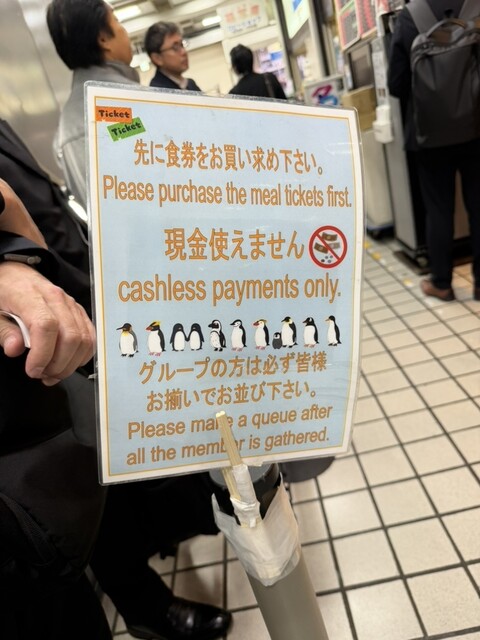 Ticket
Ticket
先に食券をお買い求め下さい。
Please purchase the meal tickets first.
現金使えません
cashless payments only.
グループの方は必ず皆様
お揃いでお並び下さい。
Please make a queue after
all the member is gathered.